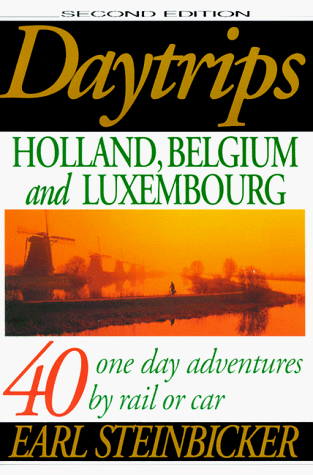 SECOND EDITION
Daytrips
HOLLAND, BELGIUM
and LUXEMBOURG
40 one day adventures
by rail or car
EARL STEINBICKER